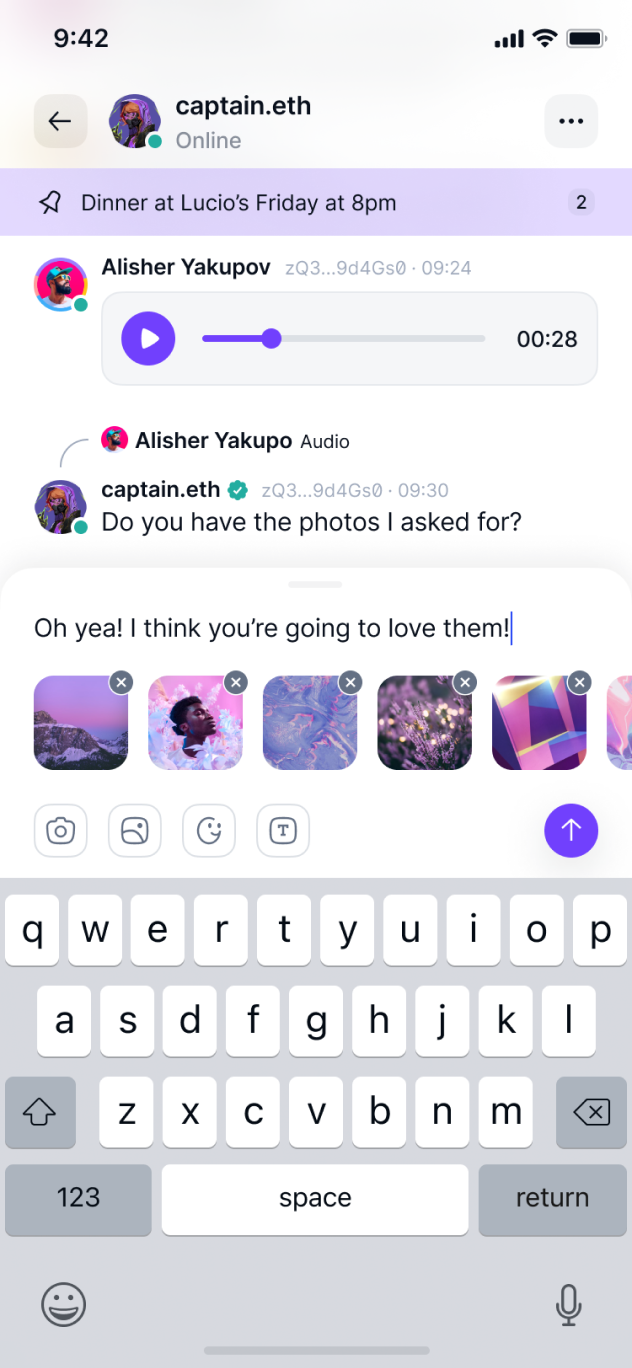 9:42
captain.eth
Online
Dinner at Lucio’s Friday at 8pm 2
Alisher Yakupov zQ3...9d4Gs0 · 09:24
00:28
Alisher Yakupo Audio
captain.eth zQ3...9d4Gs0 · 09:30
Do you have the photos I asked for?
Oh yea! I think you’re going to love them!
T
q w e r t y u i o p
a s d f g h j k l
z x c v b n m
123 space return